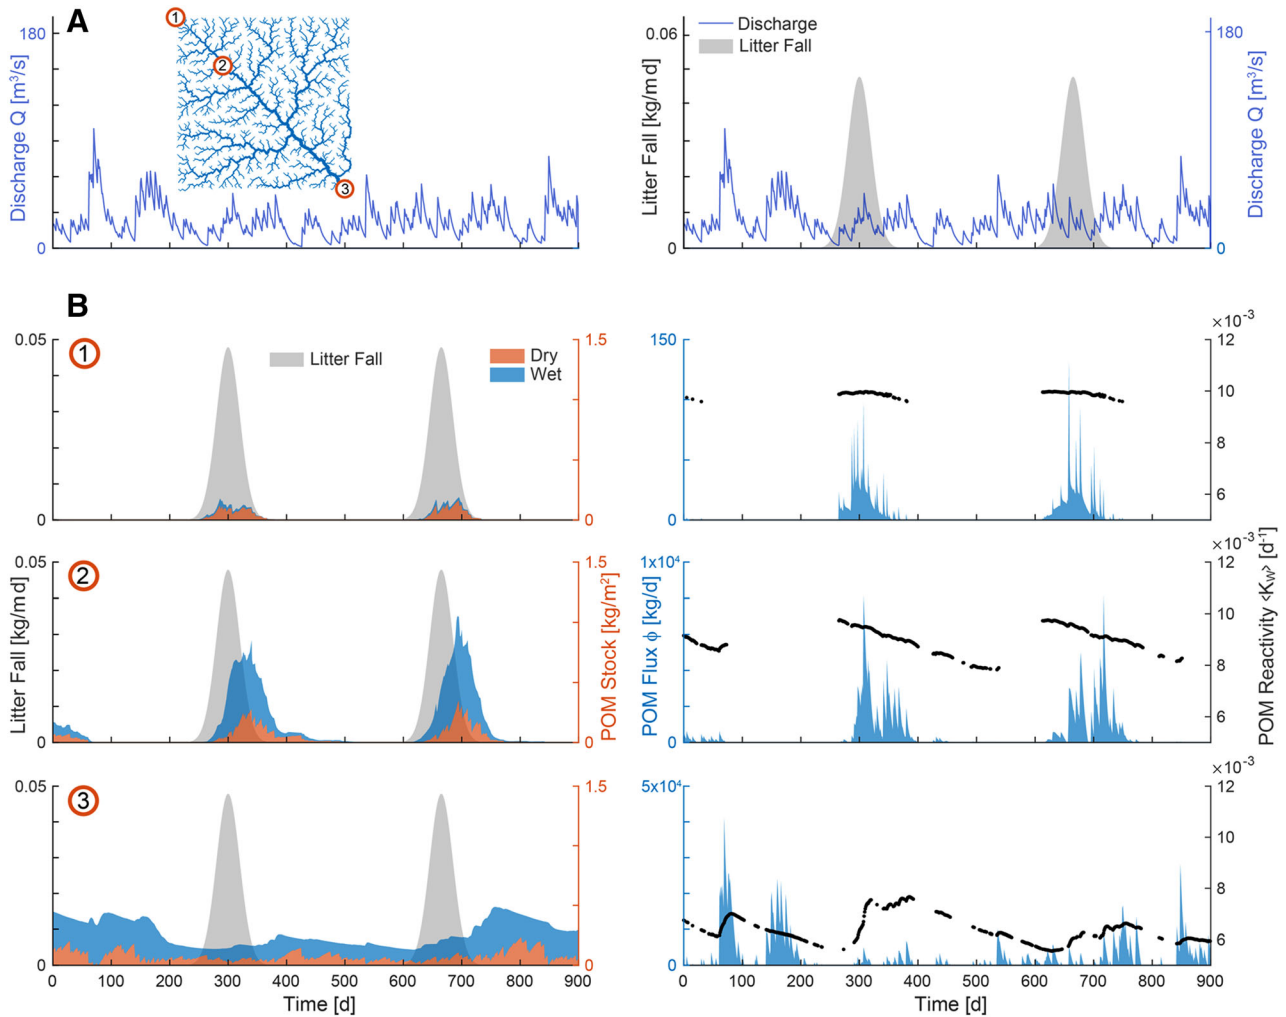 A
180
Discharge Q [m³/s]
0
1
2
3
0.06
Litter Fall [kg/m d]
0
Discharge
Litter Fall
180
Discharge Q [m³/s]
0
B
1
0.05
0
Litter Fall
Dry
Wet
1.5
0
150
0
×10⁻³
12
10
8
6
2
0.05
Litter Fall [kg/m d]
0
1.5
POM Stock [kg/m²]
0
1×10⁴
POM Flux ϕ [kg/d]
0
×10⁻³
12
10
8
6
POM Reactivity ‹K_W› [d⁻¹]
3
0.05
0
1.5
0
0 100 200 300 400 500 600 700 800 900
Time [d]
5x10⁴
0
×10⁻³
12
10
8
6
0 100 200 300 400 500 600 700 800 900
Time [d]